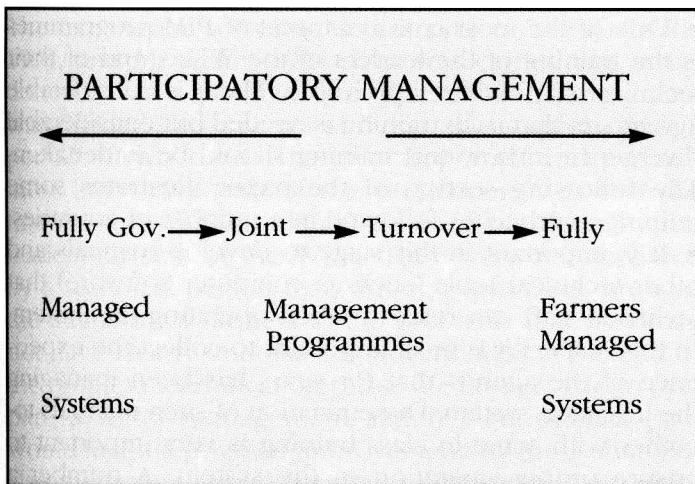 PARTICIPATORY MANAGEMENT
Fully Gov. Joint Turnover Fully
Managed Management Farmers
Programmes Managed
Systems Systems